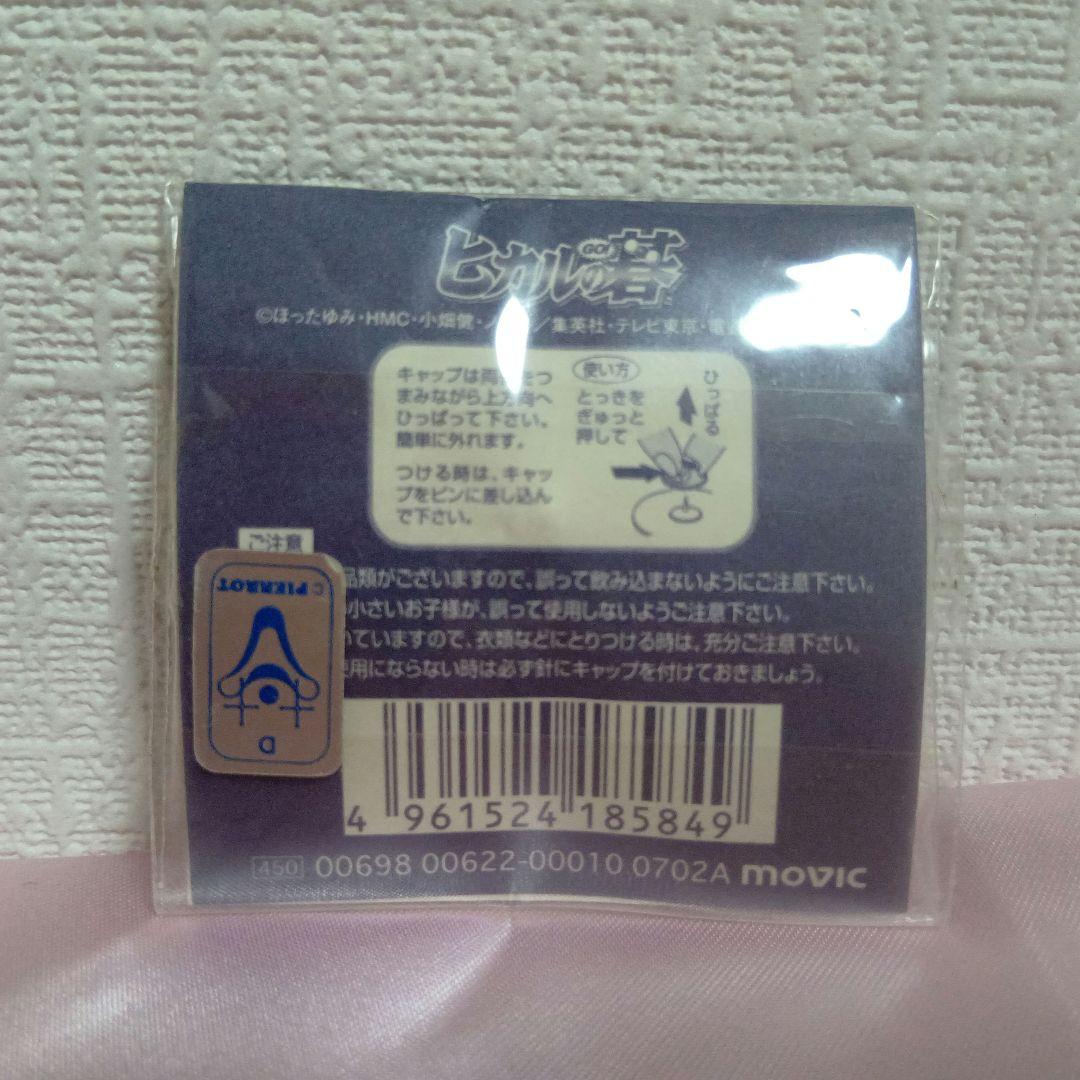 ヒカルの碁
GO!
©ほったゆみ・HMC・小畑健・ /集英社・テレビ東京・電
キャップは両 つ
まみながら上方向へ
ひっぱって下さい。
簡単に外れます。
つける時は、キャッ
プをピンに差し込ん
で下さい。
使い方
とっきを
ぎゅっと
押して
ひっぱる
ご注意
品類がございますので、誤って飲み込まないようにご注意下さい。
小さいお子様が、誤って使用しないようご注意下さい。
いていますので、衣類などにとりつける時は、充分ご注意下さい。
使用にならない時は必ず針にキャップを付けておきましょう。
© PIERROT
D
4 961524 185849
450 00698 00622-00010 0702A movic